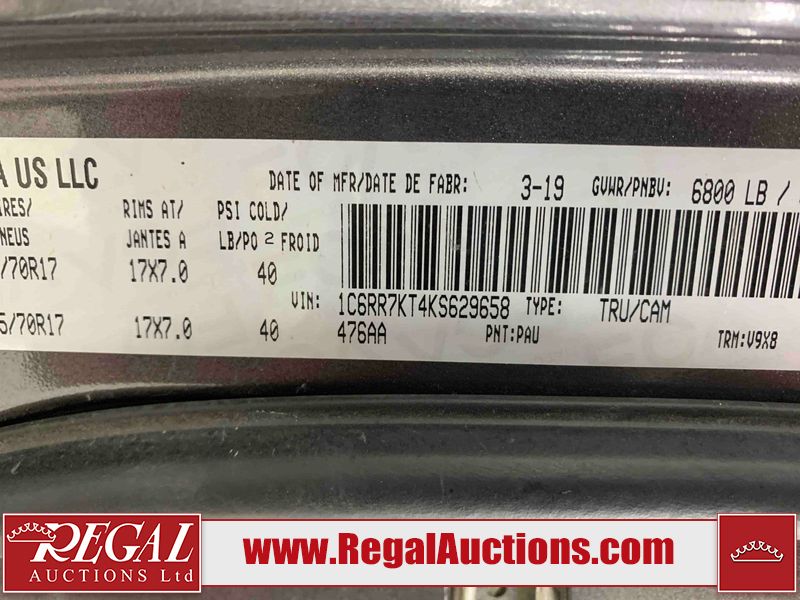 A US LLC
DATE OF MFR/DATE DE FABR: 3-19 GVWR/PNBV: 6800 LB /
IRES/ RIMS AT/ PSI COLD/
NEUS JANTES A LB/PO 2 FROID
/70R17 17X7.0 40
VIN: 1C6RR7KT4KS629658 TYPE: TRU/CAM
5/70R17 17X7.0 40 476AA PNT:PAU TRM:V9X8
REGAL
AUCTIONS Ltd
www.RegalAuctions.com